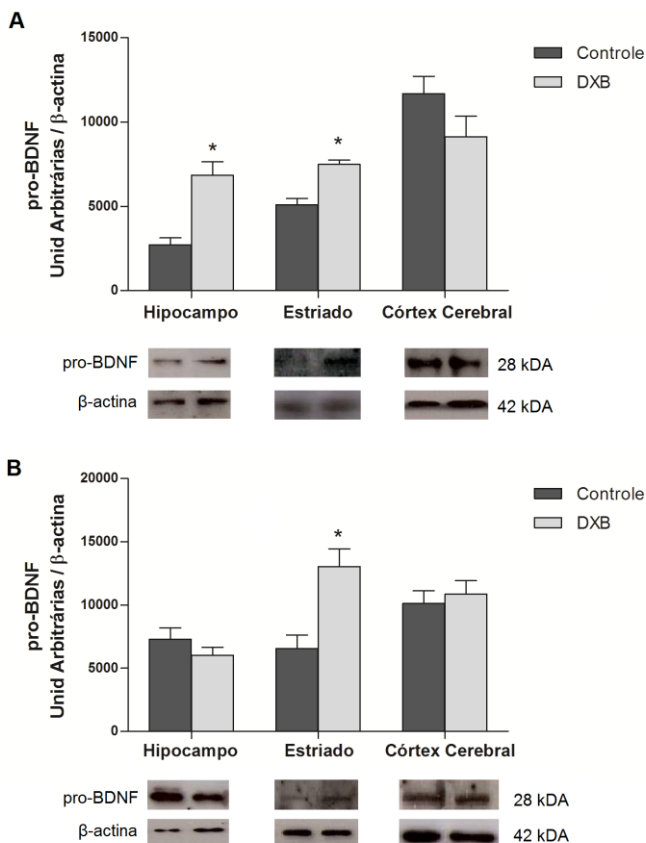 A
pro-BDNF
Unid Arbitrárias / β-actina
15000
10000
5000
0
Controle
DXB
*
*
Hipocampo
Estriado
Córtex Cerebral
pro-BDNF
28 kDA
β-actina
42 kDA
B
pro-BDNF
Unid Arbitrárias / β-actina
20000
15000
10000
5000
0
Controle
DXB
*
Hipocampo
Estriado
Córtex Cerebral
pro-BDNF
28 kDA
β-actina
42 kDA